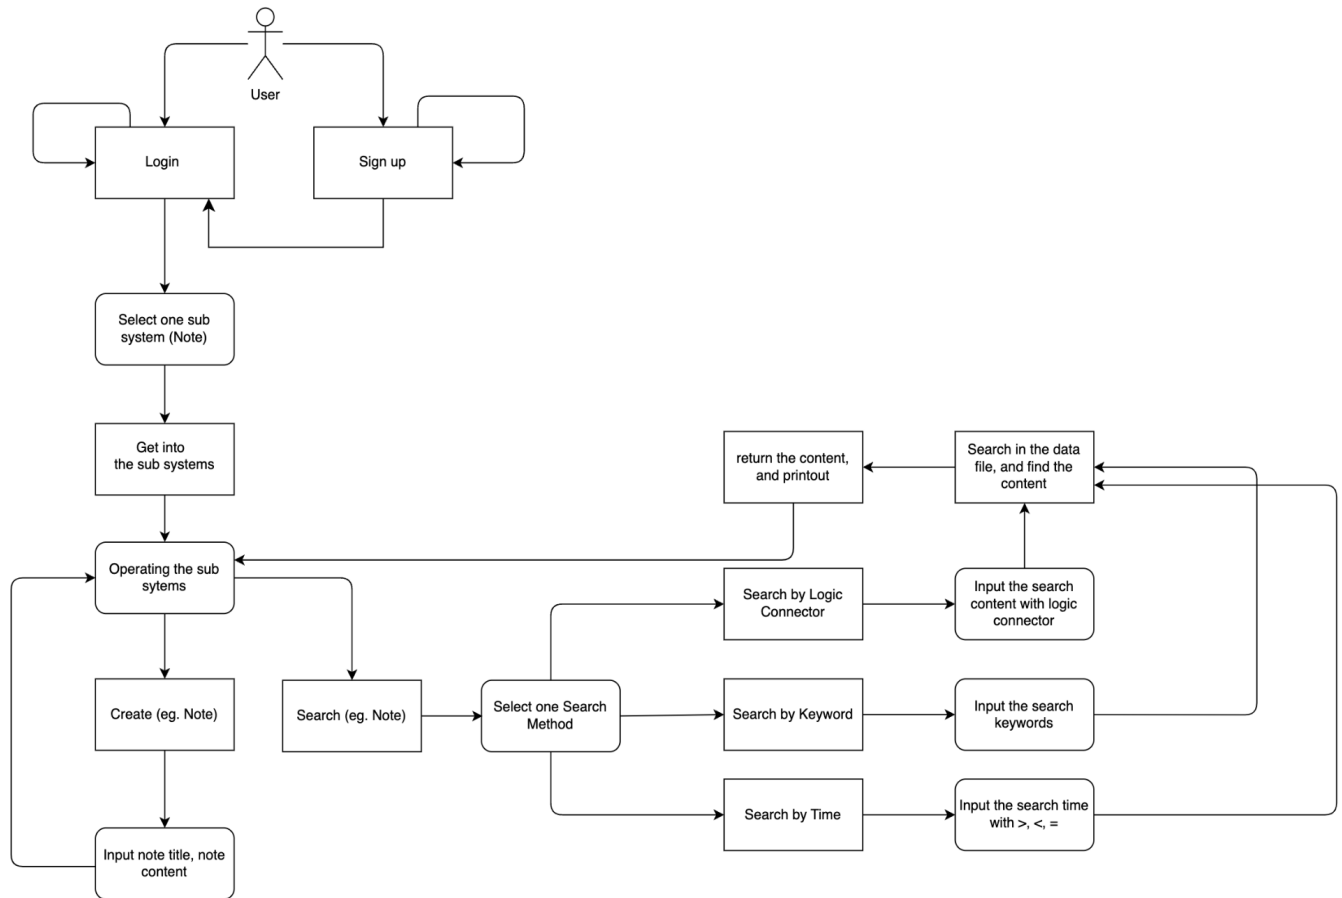 User
Login
Sign up
Select one sub
system (Note)
Get into
the sub systems
return the content,
and printout
Search in the data
file, and find the
content
Operating the sub
sytems
Search by Logic
Connector
Input the search
content with logic
connector
Create (eg. Note)
Search (eg. Note)
Select one Search
Method
Search by Keyword
Input the search
keywords
Search by Time
Input the search time
with >, <, =
Input note title, note
content